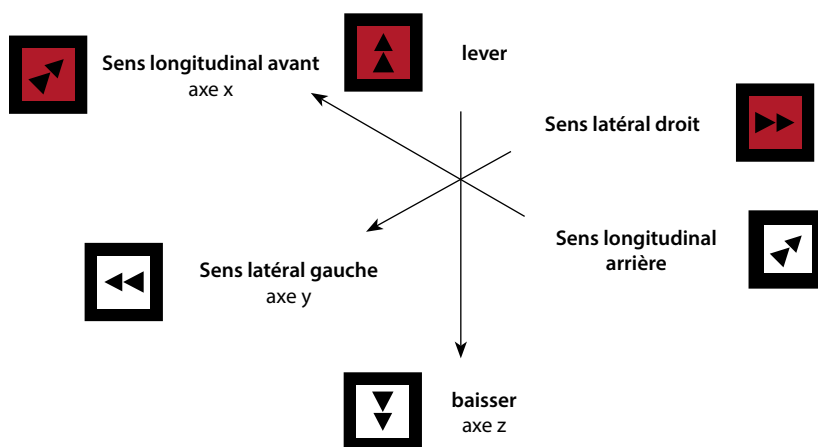 Sens longitudinal avant
axe x
lever
Sens latéral droit
Sens latéral gauche
axe y
Sens longitudinal
arrière
baisser
axe z